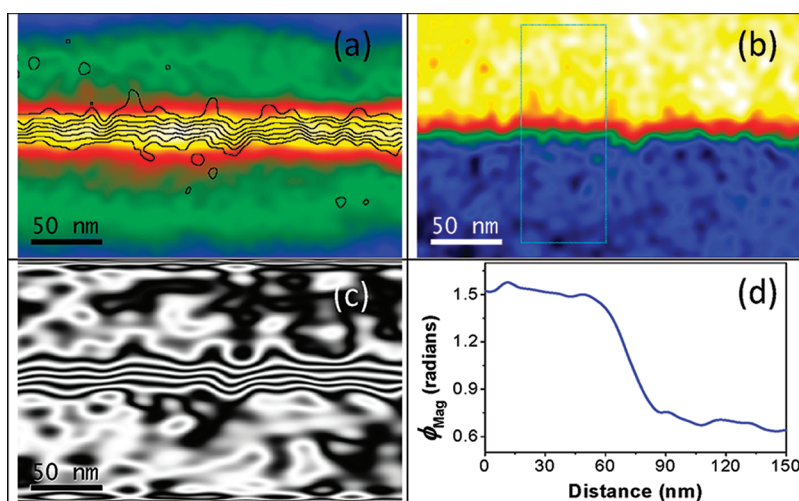 (a)
50 nm
(b)
50 nm
(c)
50 nm
(d)
1.5
1.2
0.9
0.6
ϕMag (radians)
0 30 60 90 120 150
Distance (nm)